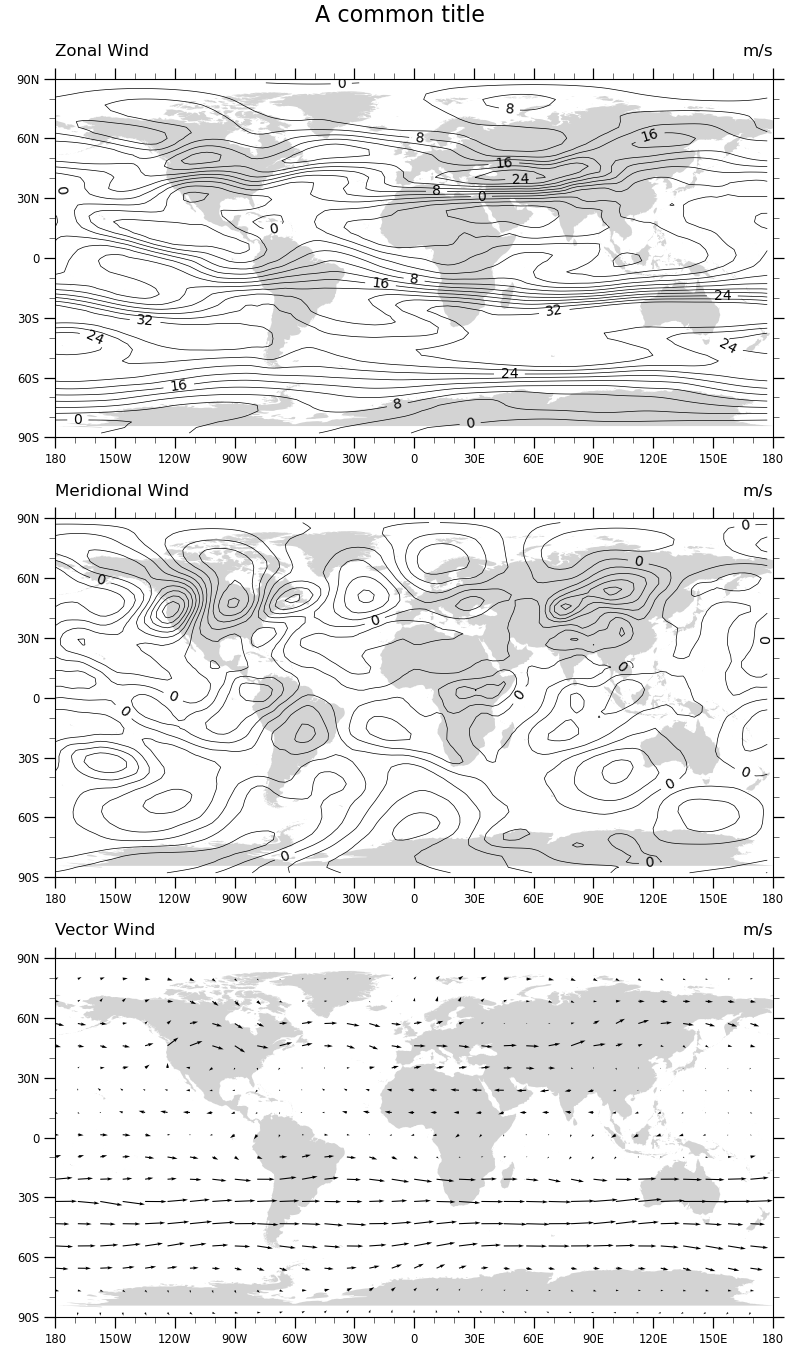 A common title
Zonal Wind m/s
0
90N
8
60N 8 16
16
24
30N 0 8 0
0
0
16 8
24
30S 32 32
24 24
60S 24
16
8
0 0
90S
180 150W 120W 90W 60W 30W 0 30E 60E 90E 120E 150E 180
Meridional Wind m/s
90N 0
0
60N 0
0
30N 0
0
0 0 0
0
30S
0 0
60S
0 0
90S
180 150W 120W 90W 60W 30W 0 30E 60E 90E 120E 150E 180
Vector Wind m/s
90N
60N
30N
0
30S
60S
90S
180 150W 120W 90W 60W 30W 0 30E 60E 90E 120E 150E 180